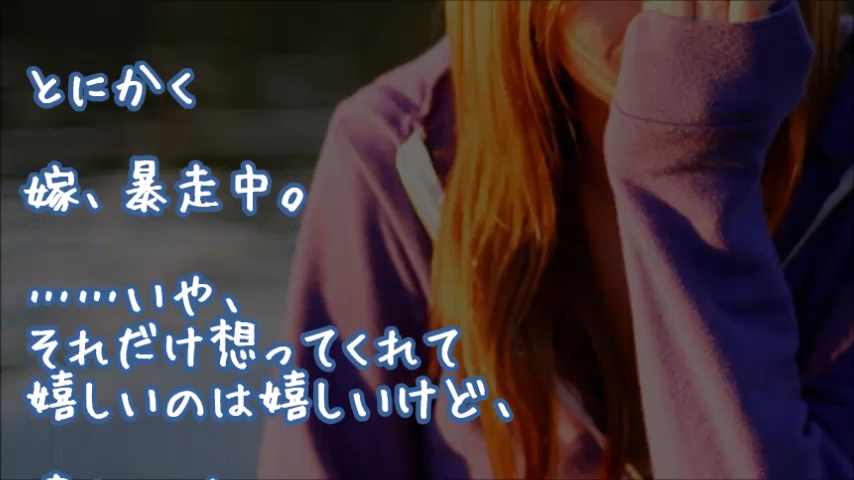 とにかく
嫁、暴走中。
……いや、
それだけ想ってくれて
嬉しいのは嬉しいけど、